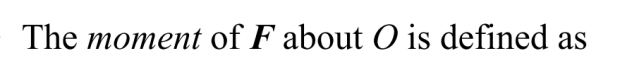 The moment of F about O is defined as